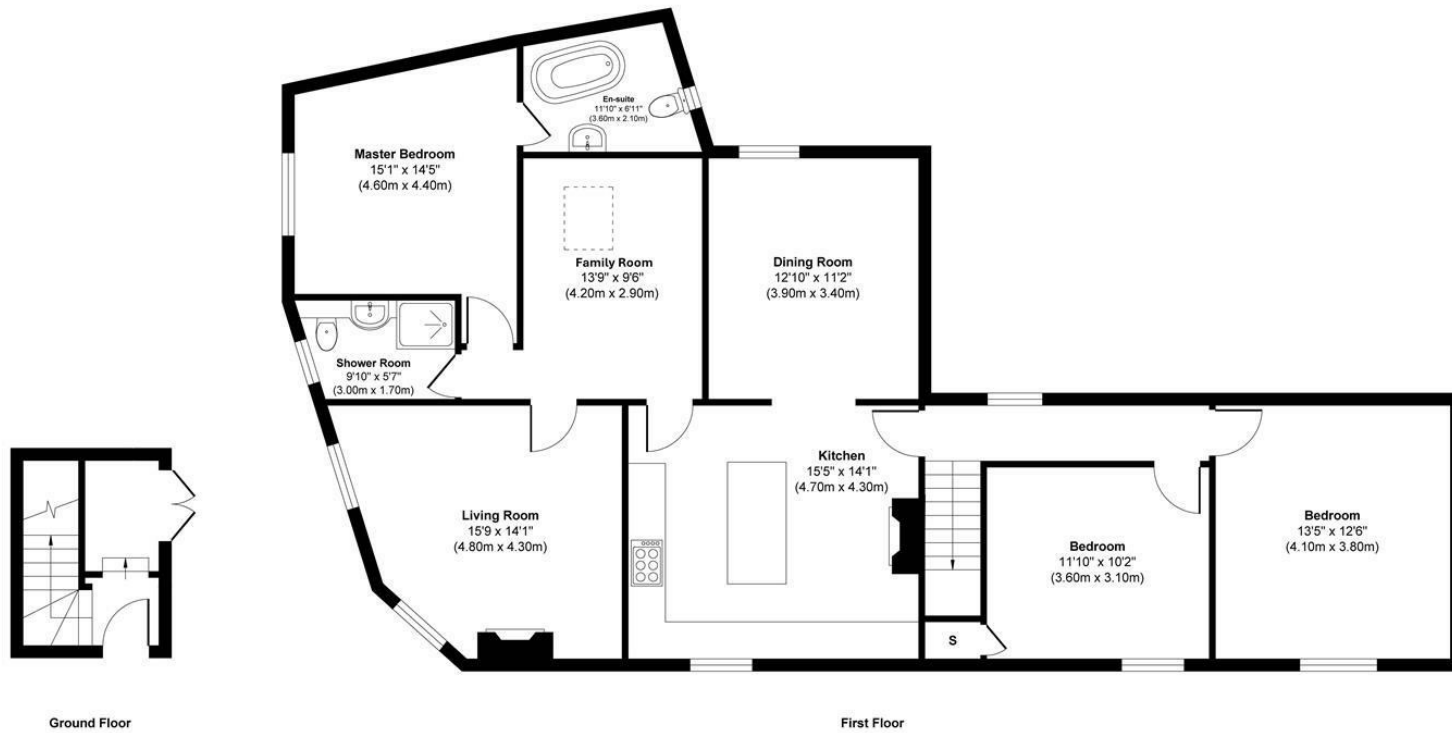 En-suite
11'10" x 6'11"
(3.60m x 2.10m)
Master Bedroom
15'1" x 14'5"
(4.60m x 4.40m)
Family Room
13'9" x 9'6"
(4.20m x 2.90m)
Dining Room
12'10" x 11'2"
(3.90m x 3.40m)
Shower Room
9'10" x 5'7"
(3.00m x 1.70m)
Kitchen
15'5" x 14'1"
(4.70m x 4.30m)
Living Room
15'9 x 14'1"
(4.80m x 4.30m)
Bedroom
11'10" x 10'2"
(3.60m x 3.10m)
Bedroom
13'5" x 12'6"
(4.10m x 3.80m)
S
Ground Floor
First Floor